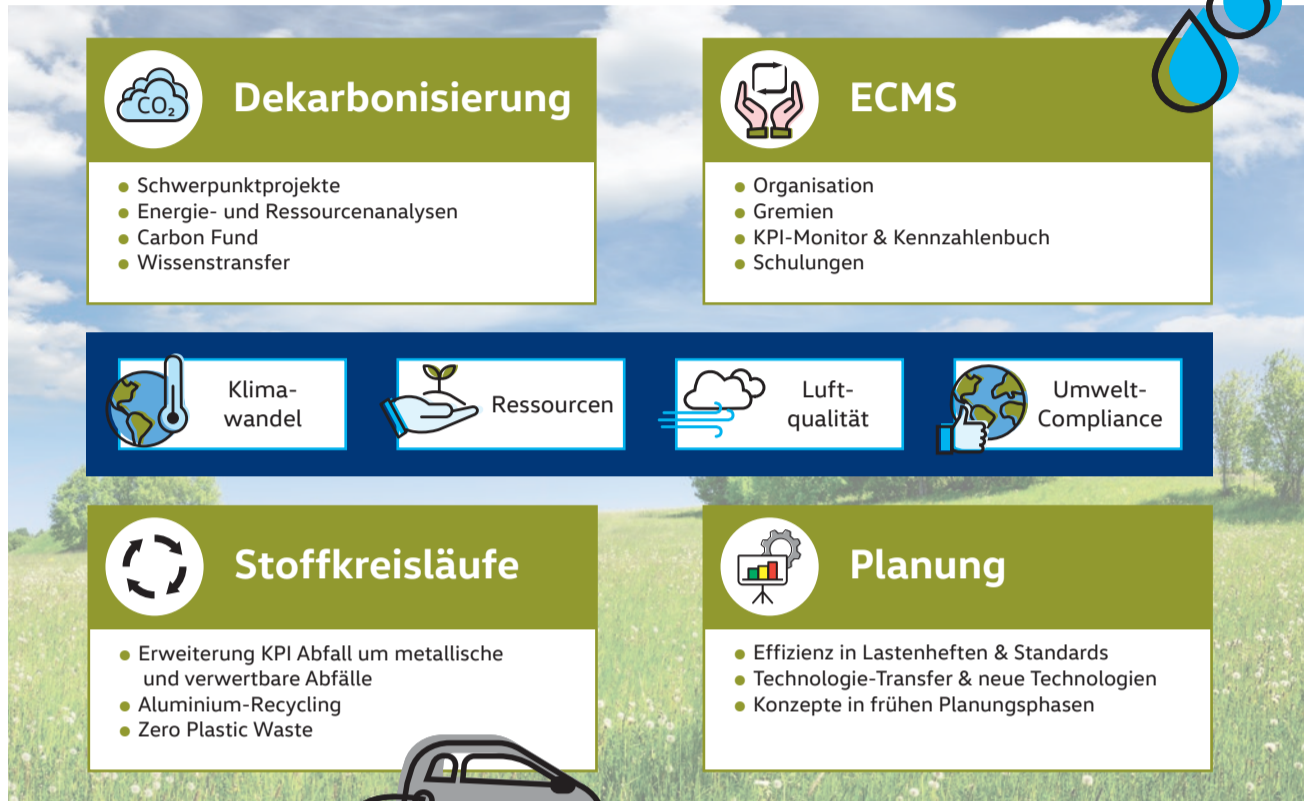 CO₂
Dekarbonisierung
• Schwerpunktprojekte
• Energie- und Ressourcenanalysen
• Carbon Fund
• Wissenstransfer
ECMS
• Organisation
• Gremien
• KPI-Monitor & Kennzahlenbuch
• Schulungen
Klima-
wandel
Ressourcen
Luft-
qualität
Umwelt-
Compliance
Stoffkreisläufe
• Erweiterung KPI Abfall um metallische
und verwertbare Abfälle
• Aluminium-Recycling
• Zero Plastic Waste
Planung
• Effizienz in Lastenheften & Standards
• Technologie-Transfer & neue Technologien
• Konzepte in frühen Planungsphasen